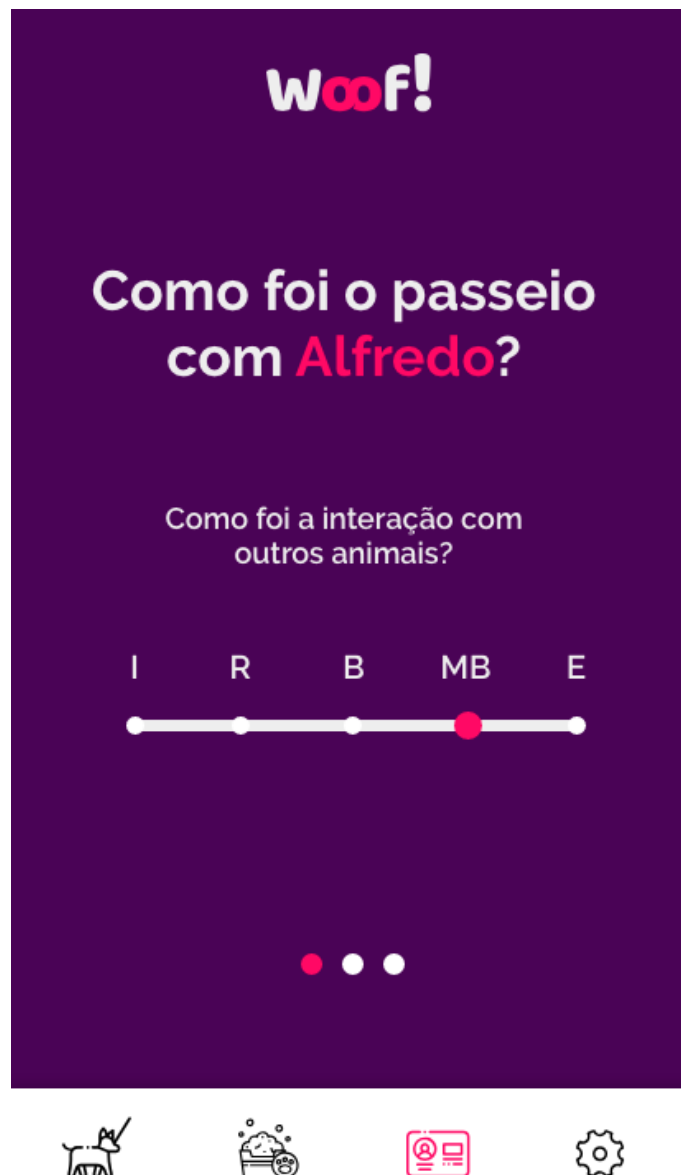 Woof!
Como foi o passeio
com Alfredo?
Como foi a interação com
outros animais?
I R B MB E